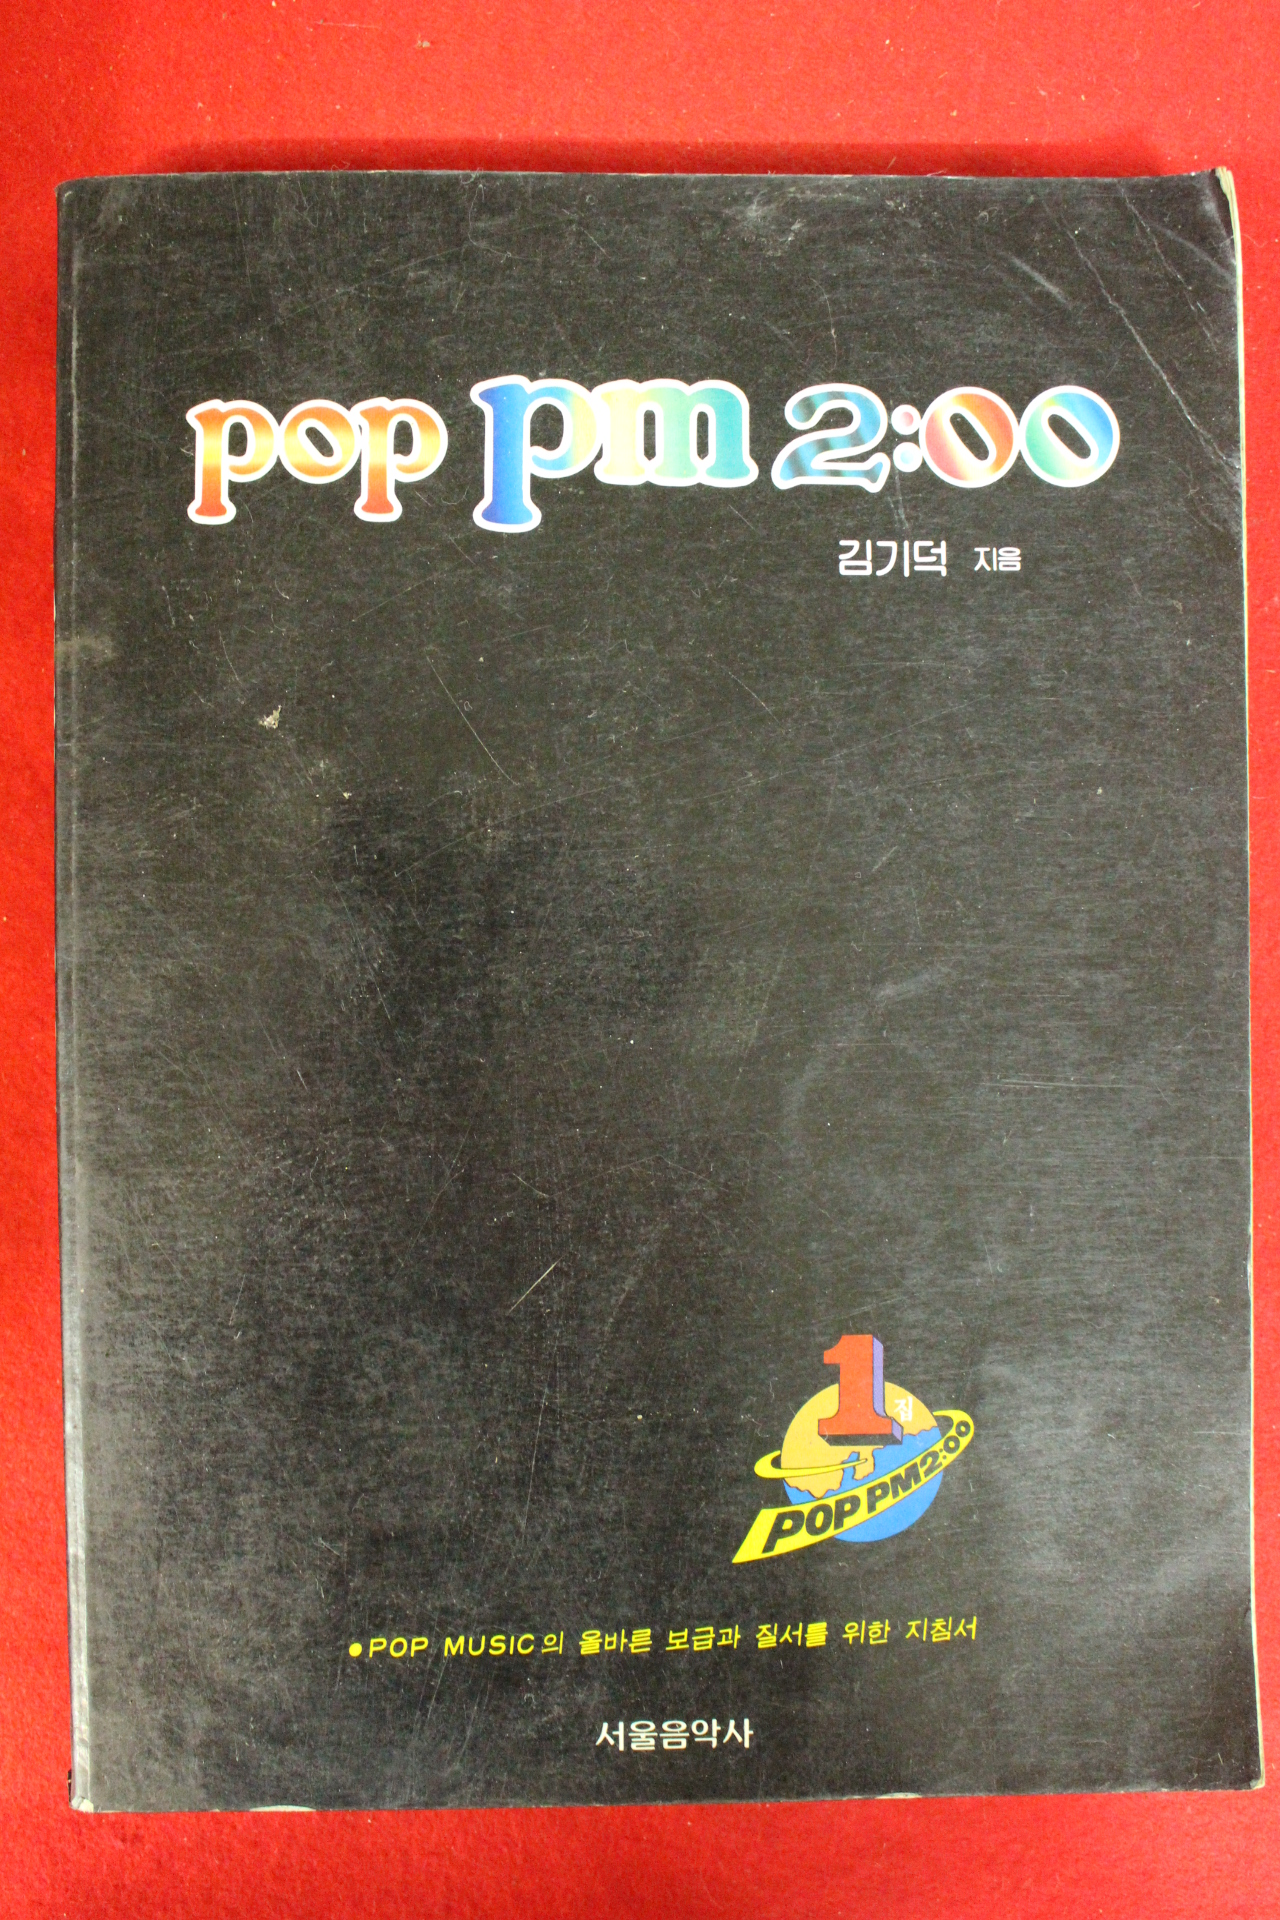 pop pm 2:00
김기덕 지음
1집
POP PM 2:00
●POP MUSIC의 올바른 보급과 질서를 위한 지침서
서울음악사